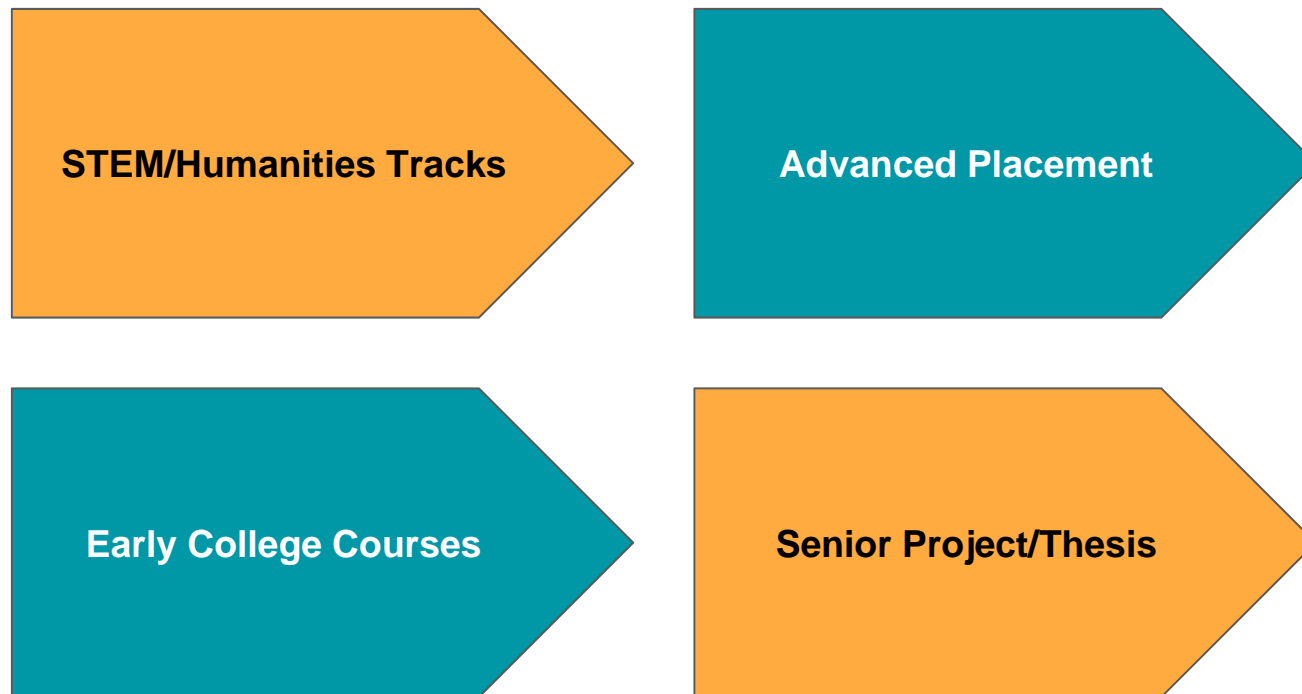 STEM/Humanities Tracks
Advanced Placement
Early College Courses
Senior Project/Thesis